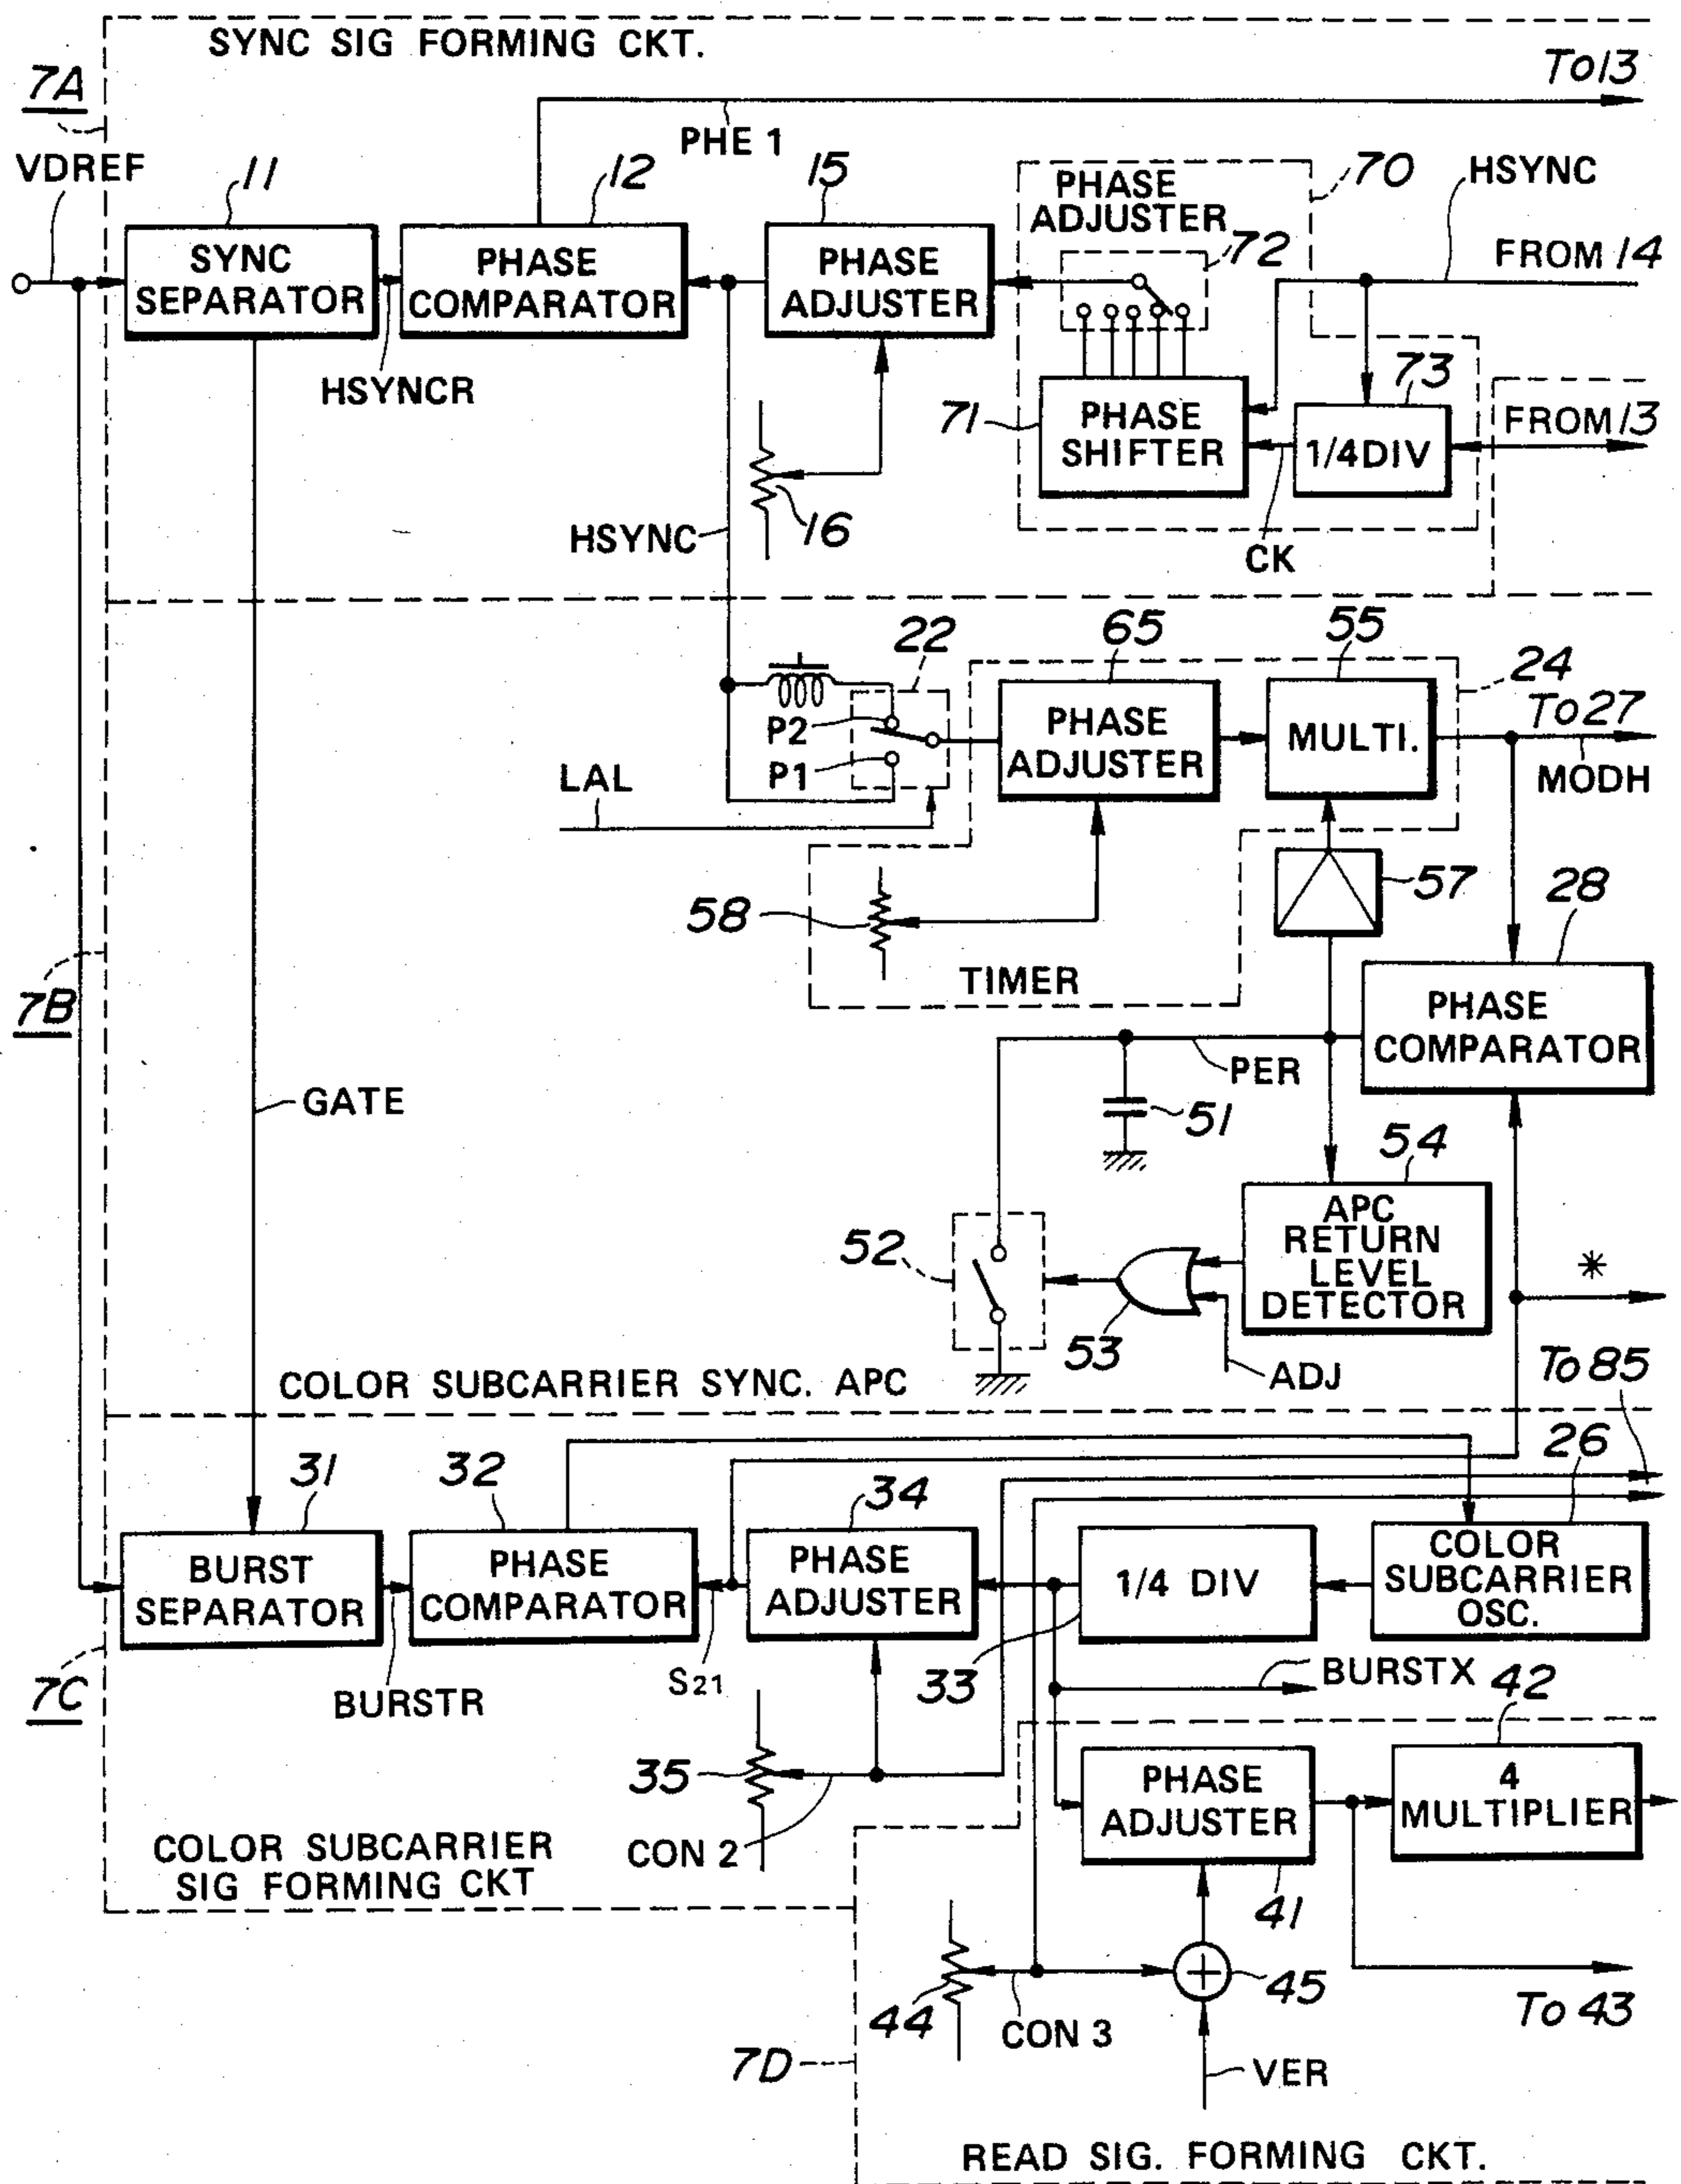 SYNC SIG FORMING CKT.
To 13
7A
PHE 1
VDREF
11
12
15
PHASE
ADJUSTER
70
HSYNC
72
SYNC
SEPARATOR
PHASE
COMPARATOR
PHASE
ADJUSTER
FROM 14
HSYNCR
73
71
PHASE
SHIFTER
1/4 DIV
FROM 13
16
HSYNC
CK
22
65
55
24
To 27
P2
PHASE
ADJUSTER
MULTI.
P1
LAL
MODH
57
28
58
TIMER
7B
PHASE
COMPARATOR
PER
GATE
51
54
APC
RETURN
LEVEL
DETECTOR
52
*
53
ADJ
To 85
COLOR SUBCARRIER SYNC. APC
26
31
32
34
BURST
SEPARATOR
PHASE
COMPARATOR
PHASE
ADJUSTER
1/4 DIV
COLOR
SUBCARRIER
OSC.
7C
BURSTR
S21
33
BURSTX
42
35
PHASE
ADJUSTER
4
MULTIPLIER
COLOR SUBCARRIER
SIG FORMING CKT
CON 2
41
44
CON 3
45
To 43
7D
VER
READ SIG. FORMING CKT.